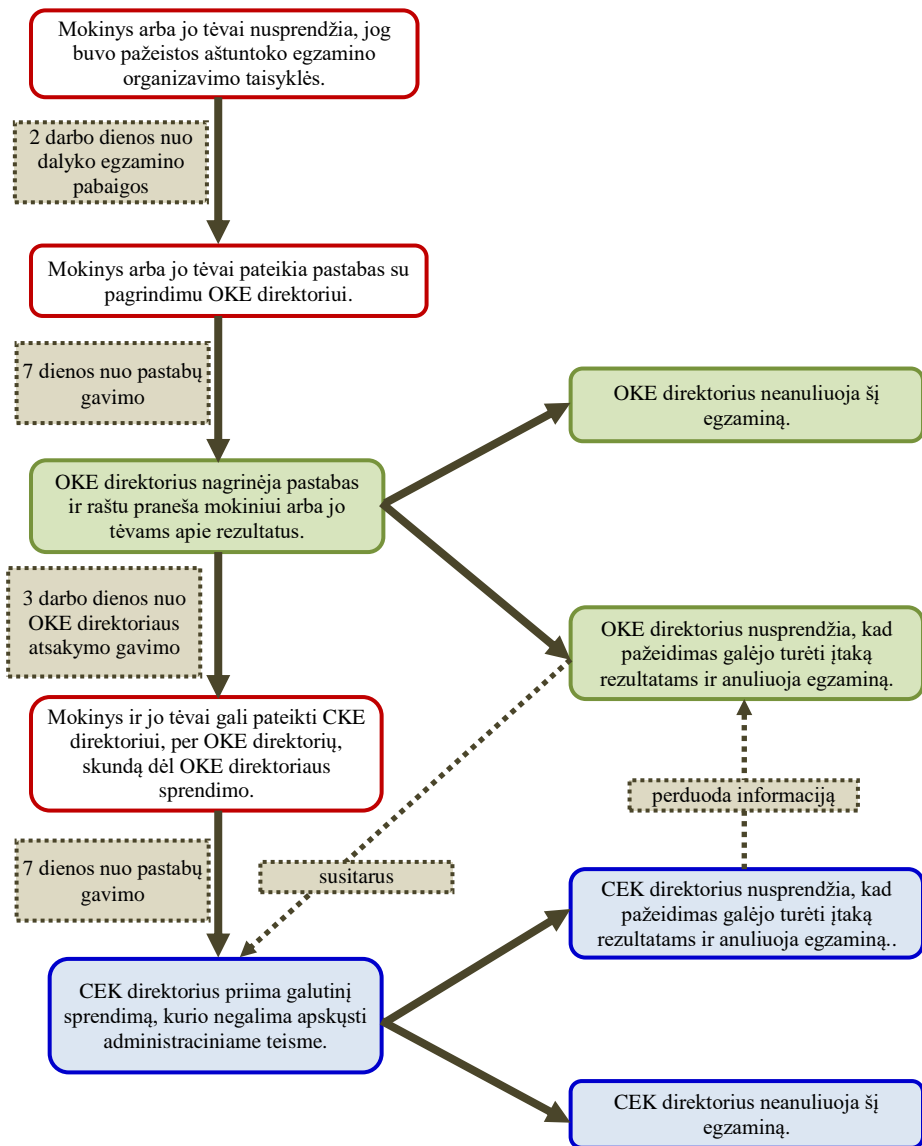 Mokinys arba jo tėvai nusprendžia, jog
buvo pažeistos aštuntoko egzamino
organizavimo taisyklės.
2 darbo dienos nuo
dalyko egzamino
pabaigos
Mokinys arba jo tėvai pateikia pastabas su
pagrindimu OKE direktoriui.
7 dienos nuo pastabų
gavimo
OKE direktorius neanuliuoja šį
egzaminą.
OKE direktorius nagrinėja pastabas
ir raštu praneša mokiniui arba jo
tėvams apie rezultatus.
3 darbo dienos nuo
OKE direktoriaus
atsakymo gavimo
OKE direktorius nusprendžia, kad
pažeidimas galėjo turėti įtaką
rezultatams ir anuliuoja egzaminą.
Mokinys ir jo tėvai gali pateikti CKE
direktoriui, per OKE direktorių,
skundą dėl OKE direktoriaus
sprendimo.
perduoda informaciją
7 dienos nuo pastabų
gavimo
susitarus
CEK direktorius nusprendžia, kad
pažeidimas galėjo turėti įtaką
rezultatams ir anuliuoja egzaminą..
CEK direktorius priima galutinį
sprendimą, kurio negalima apskųsti
administraciniame teisme.
CEK direktorius neanuliuoja šį
egzaminą.